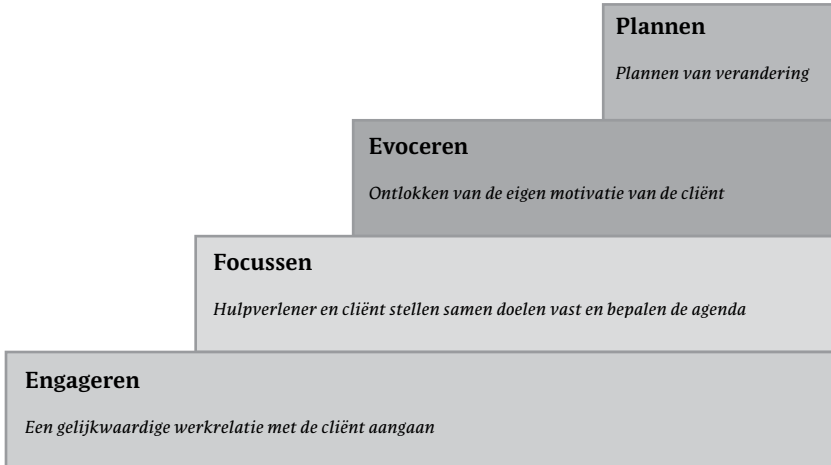 Plannen
Plannen van verandering
Evoceren
Ontlokken van de eigen motivatie van de cliënt
Focussen
Hulpverlener en cliënt stellen samen doelen vast en bepalen de agenda
Engageren
Een gelijkwaardige werkrelatie met de cliënt aangaan